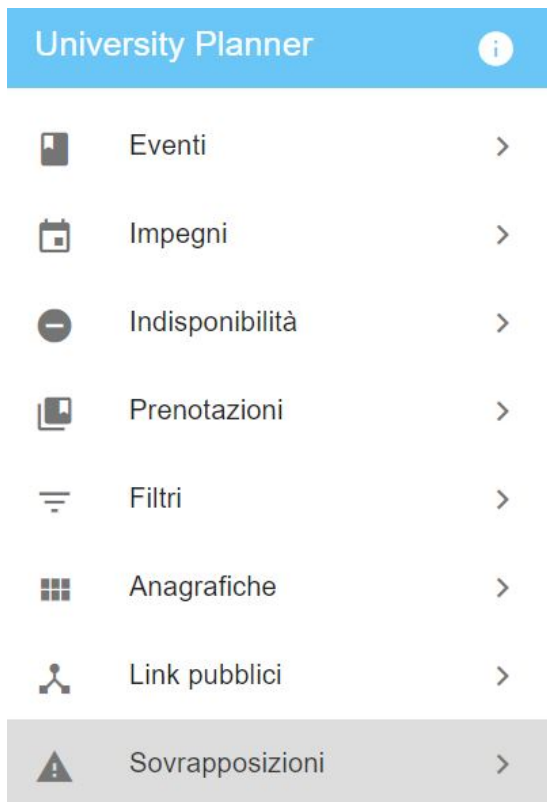 University Planner
Eventi
Impegni
Indisponibilità
Prenotazioni
Filtri
Anagrafiche
Link pubblici
Sovrapposizioni